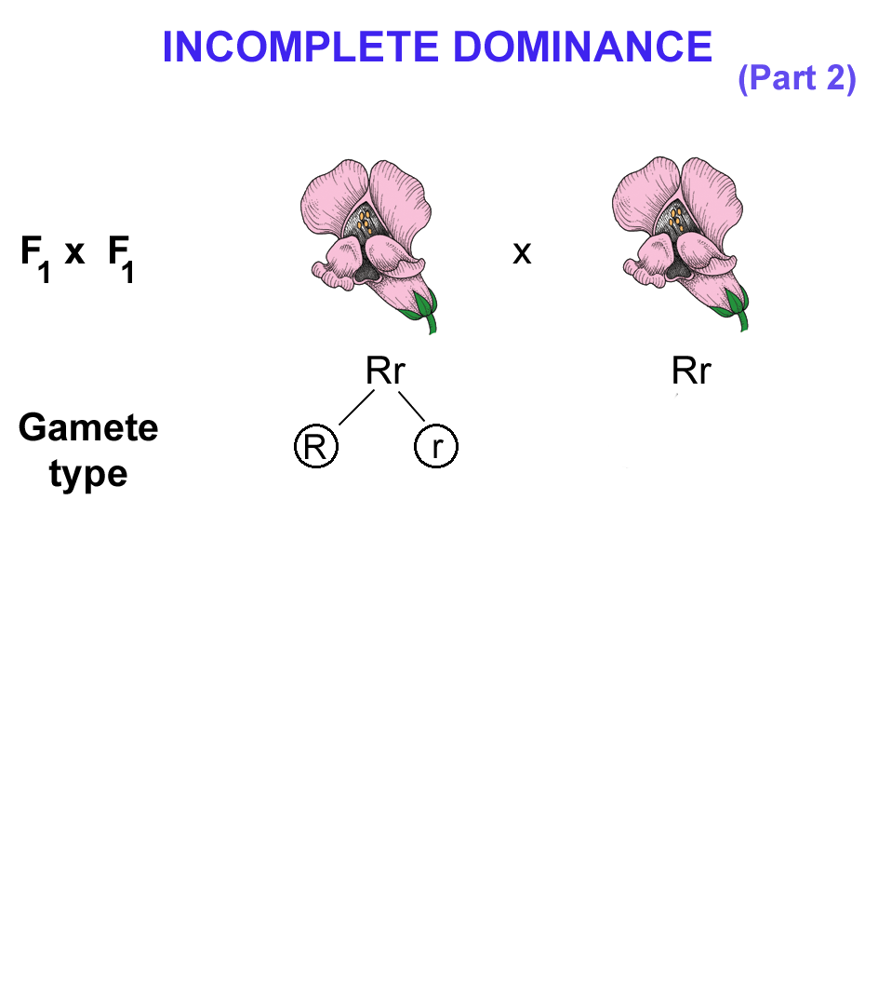 INCOMPLETE DOMINANCE
(Part 2)
F1 x F1
x
Rr
Rr
Gamete
type
R
r